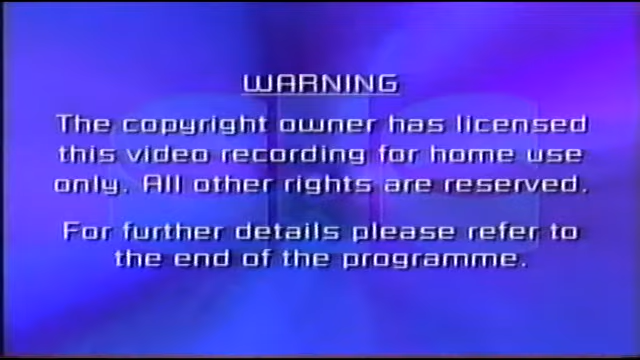 WARNING
The copyright owner has licensed
this video recording for home use
only. All other rights are reserved.
For further details please refer to
the end of the programme.